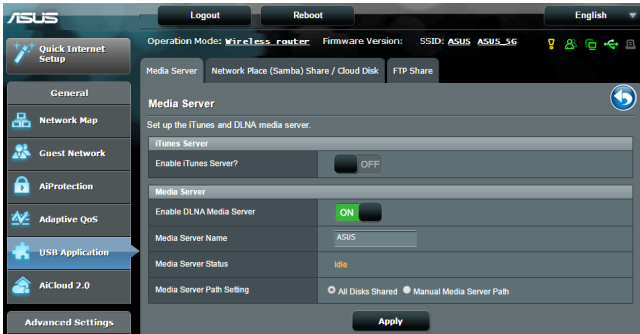 ASUS
Logout
Reboot
English
Quick Internet
Setup
Operation Mode: Wireless router Firmware Version: SSID: ASUS ASUS_5G
Media Server
Network Place (Samba) Share / Cloud Disk
FTP Share
General
Network Map
Guest Network
AiProtection
Adaptive QoS
USB Application
AiCloud 2.0
Advanced Settings
Media Server
Set up the iTunes and DLNA media server.
iTunes Server
Enable iTunes Server? OFF
Media Server
Enable DLNA Media Server ON
Media Server Name ASUS
Media Server Status Idle
Media Server Path Setting All Disks Shared Manual Media Server Path
Apply